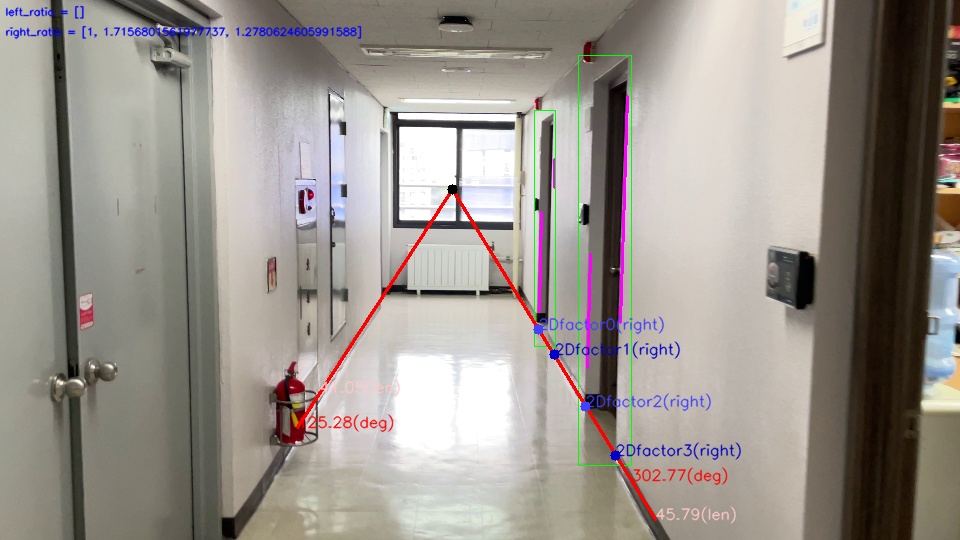 left_ratio = []
right_ratio = [1, 1.7156801561977737, 1.2780624605991588]
2Dfactor0(right)
2Dfactor1(right)
25.28(deg)
2Dfactor2(right)
2Dfactor3(right)
302.77(deg)
45.79(len)